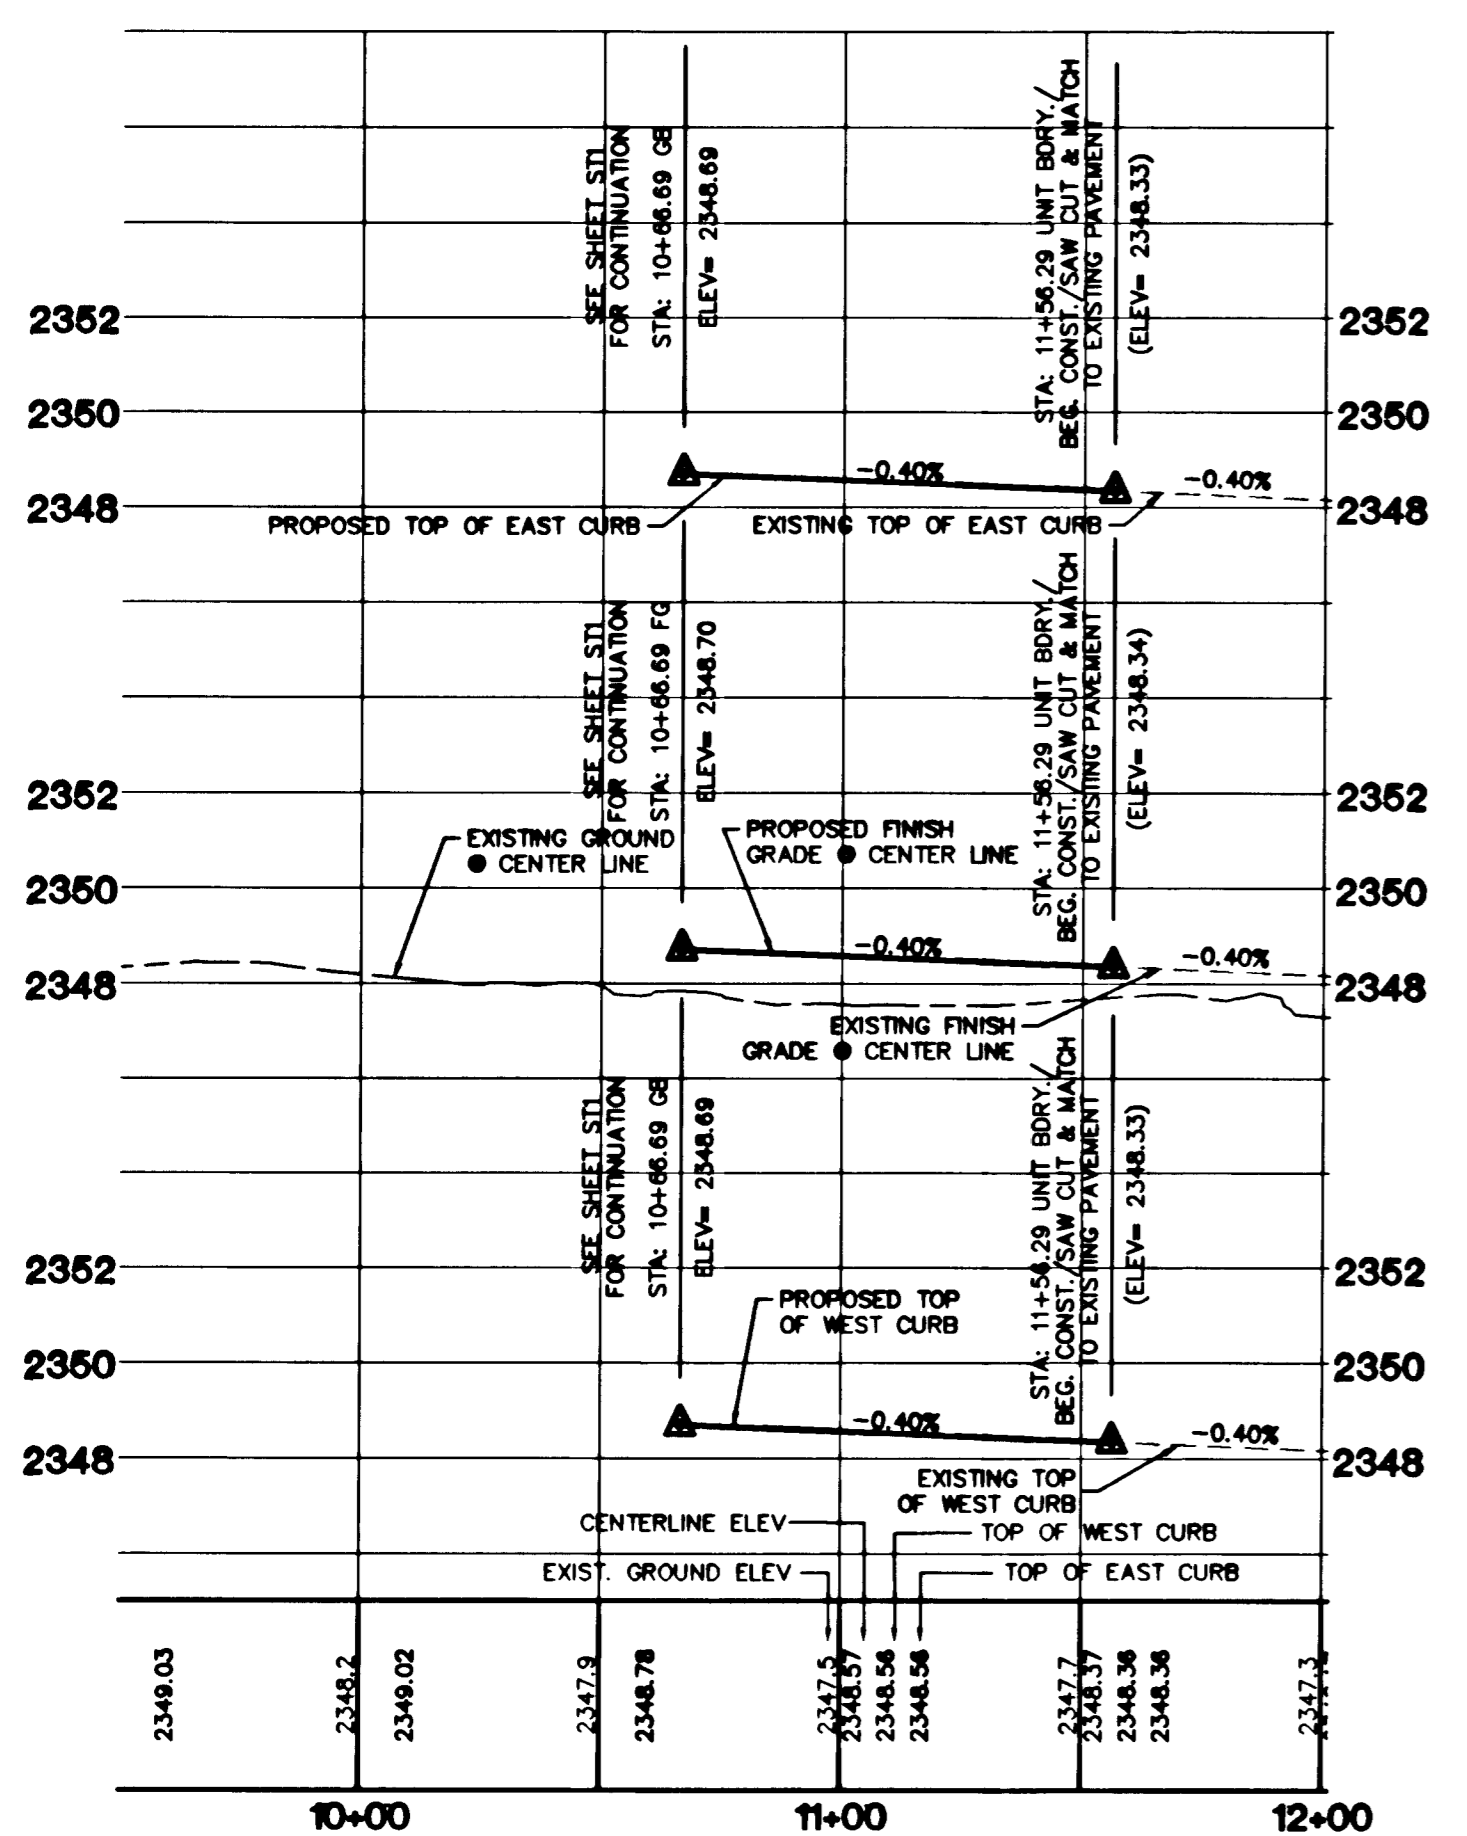 SEE SHEET ST1
FOR CONTINUATION
STA: 10+66.69 GB
ELEV= 2348.69
STA: 11+56.29 UNIT BDRY./
BEG. CONST./SAW CUT & MATCH
TO EXISTING PAVEMENT
(ELEV= 2348.33)
2352
2352
2350
2350
-0.40%
-0.40%
2348
2348
PROPOSED TOP OF EAST CURB
EXISTING TOP OF EAST CURB
SEE SHEET ST1
FOR CONTINUATION
STA: 10+66.69 FG
ELEV= 2348.70
STA: 11+56.29 UNIT BDRY./
BEG. CONST./SAW CUT & MATCH
TO EXISTING PAVEMENT
(ELEV= 2348.34)
2352
2352
EXISTING GROUND
CENTER LINE
PROPOSED FINISH
GRADE ● CENTER LINE
2350
2350
-0.40%
-0.40%
2348
2348
EXISTING FINISH
GRADE ● CENTER LINE
SEE SHEET ST1
FOR CONTINUATION
STA: 10+66.69 GB
ELEV= 2348.69
STA: 11+56.29 UNIT BDRY./
BEG. CONST./SAW CUT & MATCH
TO EXISTING PAVEMENT
(ELEV= 2348.33)
2352
2352
PROPOSED TOP
OF WEST CURB
2350
2350
-0.40%
-0.40%
2348
2348
EXISTING TOP
OF WEST CURB
CENTERLINE ELEV
TOP OF WEST CURB
EXIST. GROUND ELEV
TOP OF EAST CURB
2349.03
2348.2
2349.02
2347.9
2348.78
2347.5
2348.57
2348.56
2348.56
2347.7
2348.37
2348.36
2348.36
2347.3
10+00
11+00
12+00